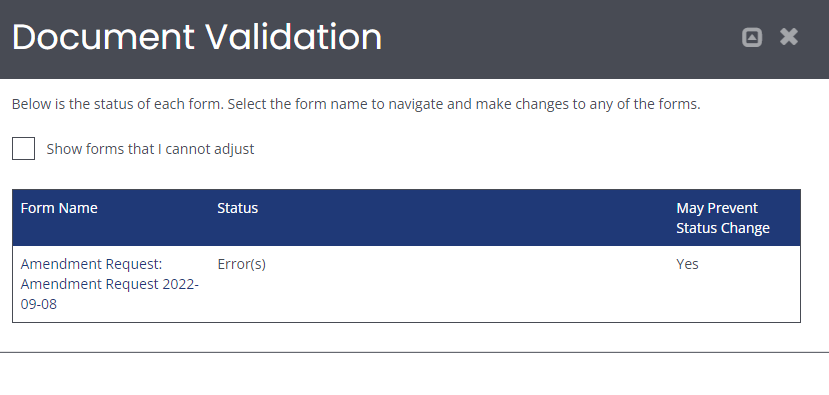 Document Validation
Below is the status of each form. Select the form name to navigate and make changes to any of the forms.
Show forms that I cannot adjust
Form Name Status May Prevent
Status Change
Amendment Request: Error(s) Yes
Amendment Request 2022-
09-08